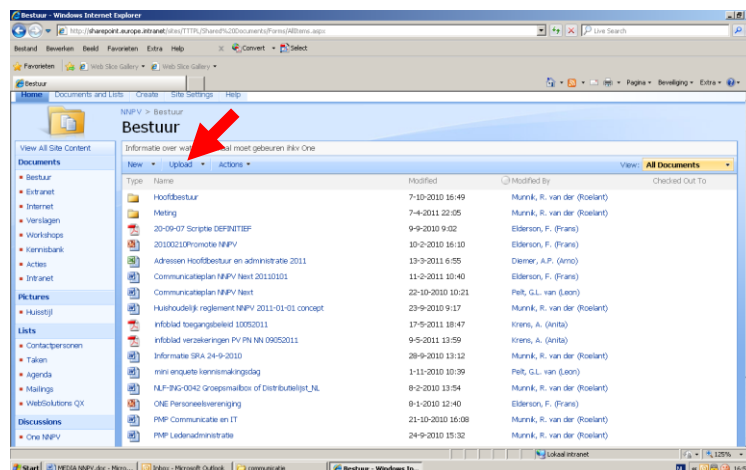 Bestuur - Windows Internet Explorer
http://sharepoint.europe.intranet/sites/TTTPL/Shared%20Documents/Forms/AllItems.aspx
Live Search
Bestand Bewerken Beeld Favorieten Extra Help
Convert Select
Favorieten Web Slice Gallery Web Slice Gallery
Bestuur
Pagina Beveiliging Extra
Home Documents and Lists Create Site Settings Help
NNPV > Bestuur
Bestuur
View All Site Content
Informatie over wat moet gebeuren ihkv One
Documents
New Upload Actions
View: All Documents
Type Name Modified Modified By Checked Out To
Bestuur
Extranet
Internet
Verslagen
Workshops
Kennisbank
Acties
Intranet
Pictures
Huisstijl
Lists
Contactpersonen
Taken
Agenda
Mailings
WebSolutions QX
Discussions
One NNPV
Hoofdbestuur 7-10-2010 16:49 Munnik, R. van der (Roelant)
Meting 7-4-2011 22:05 Munnik, R. van der (Roelant)
20-09-07 Scriptie DEFINITIEF 9-9-2010 9:02 Elderson, F. (Frans)
20100210Promotie NNPV 10-2-2010 16:10 Elderson, F. (Frans)
Adressen Hoofdbestuur en administratie 2011 13-3-2011 6:55 Diemer, A.P. (Arno)
Communicatieplan NNPV Next 20110101 11-2-2011 10:40 Elderson, F. (Frans)
Communicatieplan NNPV Next 22-10-2010 10:21 Pelt, G.L. van (Leon)
Huishoudelijk reglement NNPV 2011-01-01 concept 23-9-2010 9:17 Munnik, R. van der (Roelant)
infoblad toegangsbeleid 10052011 17-5-2011 18:47 Krens, A. (Anita)
infoblad verzekeringen PV PN NN 09052011 9-5-2011 13:59 Krens, A. (Anita)
Informatie SRA 24-9-2010 28-9-2010 13:12 Munnik, R. van der (Roelant)
mini enquete kennismakingsdag 1-11-2010 10:39 Pelt, G.L. van (Leon)
NLF-ING-0042 Groepsmailbox of Distributielijst_NL 8-2-2010 13:54 Munnik, R. van der (Roelant)
ONE Personeelsvereniging 8-1-2010 12:40 Elderson, F. (Frans)
PMP Communicatie en IT 21-10-2010 16:08 Munnik, R. van der (Roelant)
PMP Ledenadministratie 24-9-2010 15:32 Munnik, R. van der (Roelant)
Lokaal intranet 125%
Start MEDIA NNPV.doc - Micro... Inbox - Microsoft Outlook communicatie Bestuur - Windows In...